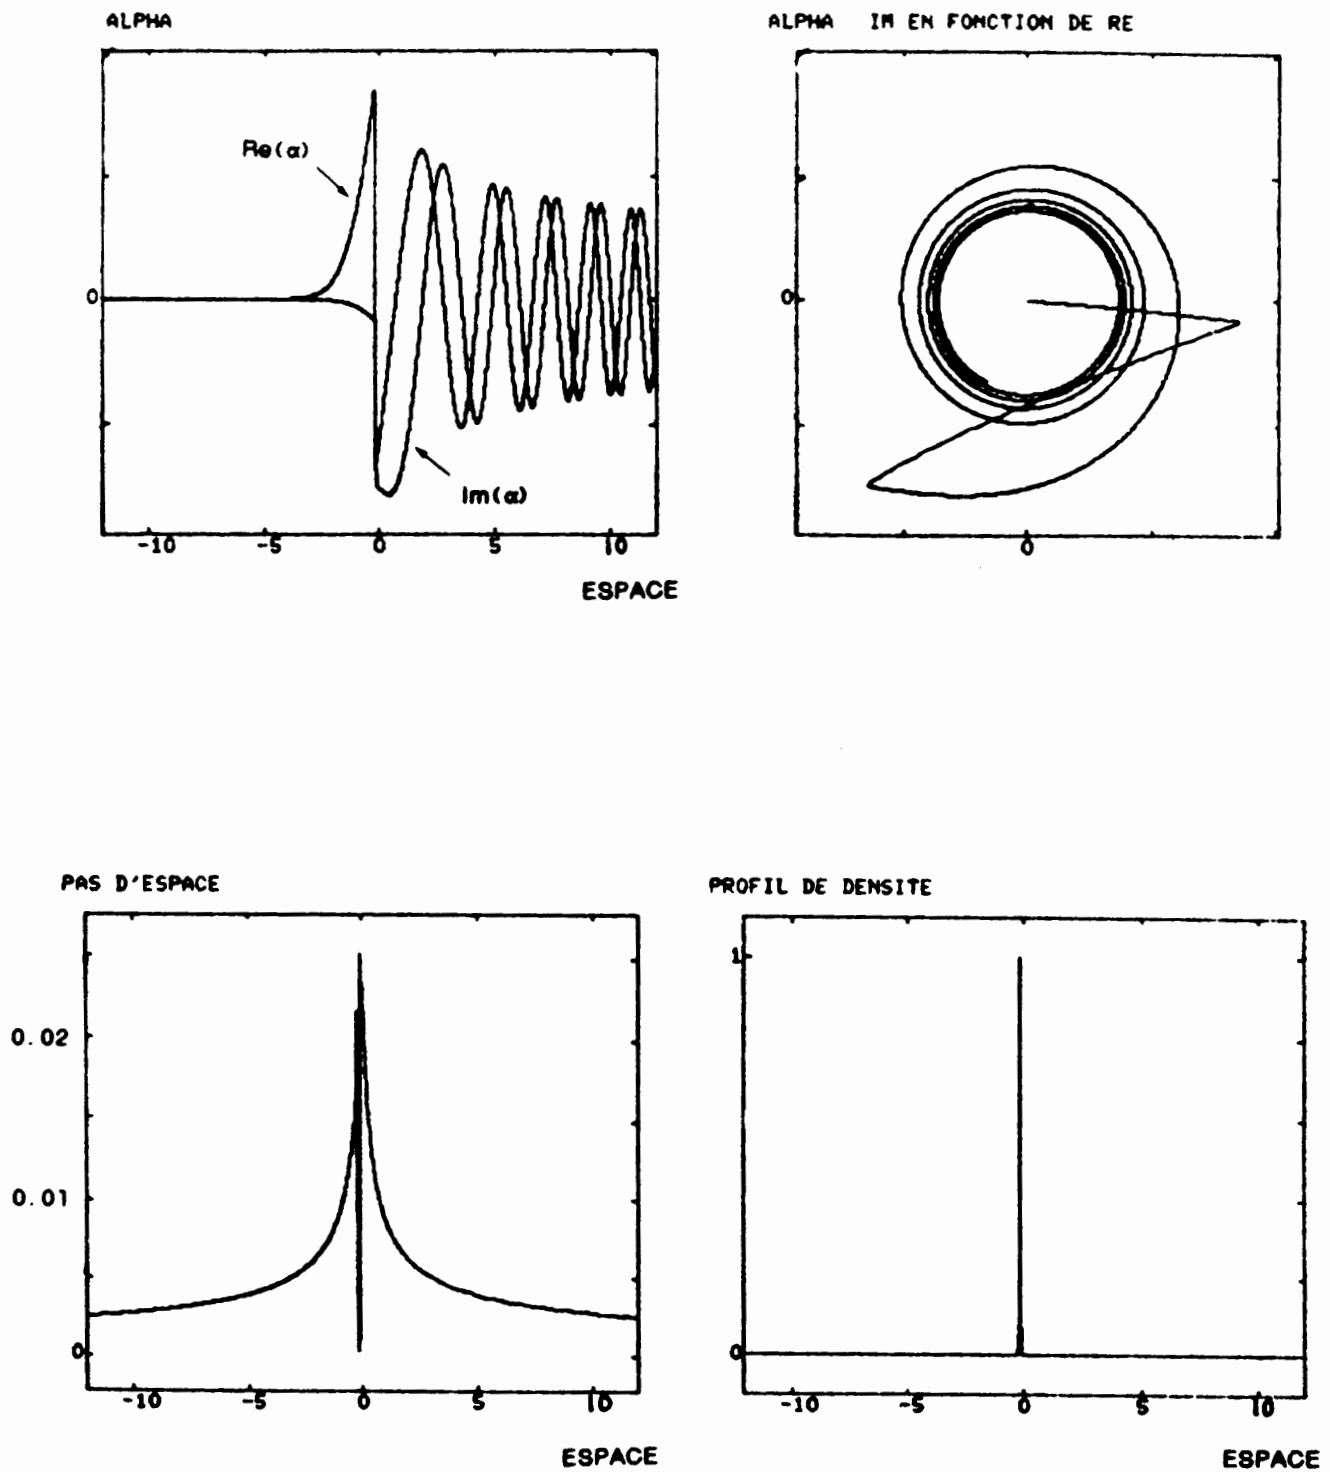 ALPHA
Re(α)
0
Im(α)
-10 -5 0 5 10
ESPACE
ALPHA IM EN FONCTION DE RE
0
0
PAS D'ESPACE
0.02
0.01
0
-10 -5 0 5 10
ESPACE
PROFIL DE DENSITE
1
0
-10 -5 0 5 10
ESPACE